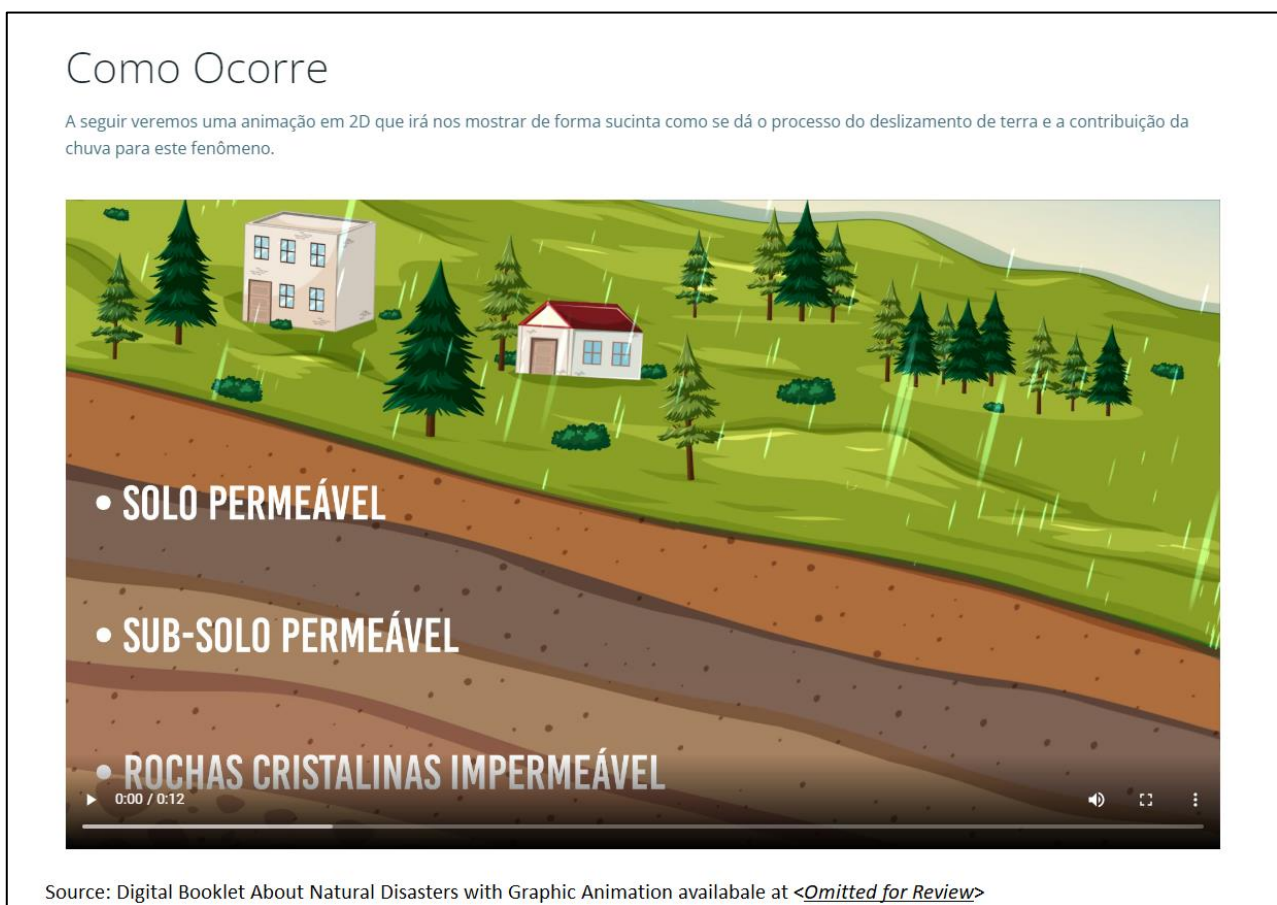 Como Ocorre
A seguir veremos uma animação em 2D que irá nos mostrar de forma sucinta como se dá o processo do deslizamento de terra e a contribuição da
chuva para este fenômeno.
• SOLO PERMEÁVEL
• SUB-SOLO PERMEÁVEL
• ROCHAS CRISTALINAS IMPERMEÁVEL
0:00 / 0:12
Source: Digital Booklet About Natural Disasters with Graphic Animation availabale at <Omitted for Review>